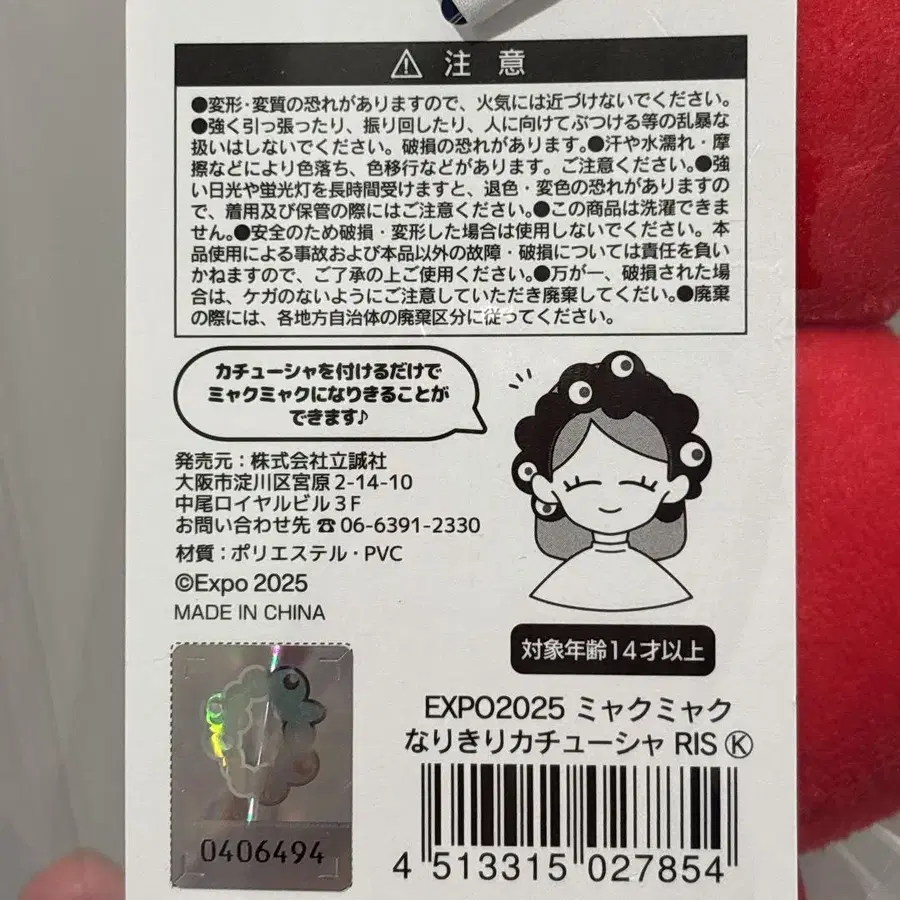 ⚠ 注意
●変形・変質の恐れがありますので、火気には近づけないでください。
●強く引っ張ったり、振り回したり、人に向けてぶつける等の乱暴な
扱いはしないでください。破損の恐れがあります。●汗や水濡れ・摩
擦などにより色落ち、色移行などがあります。ご注意ください。●強
い日光や蛍光灯を長時間受けますと、退色・変色の恐れがありますの
で、着用及び保管の際にはご注意ください。●この商品は洗濯できま
せん。●安全のため破損・変形した場合は使用しないでください。本
品使用による事故および本品以外の故障・破損については責任を負い
かねますので、ご了承の上ご使用ください。●万が一、破損された場
合は、ケガのないようにご注意していただき廃棄してくだい。●廃棄
の際には、各地方自治体の廃棄区分に従ってください。
カチューシャを付けるだけで
ミャクミャクになりきることが
できます♪
発売元：株式会社立誠社
大阪市淀川区宮原2-14-10
中尾ロイヤルビル3F
お問い合わせ先 ☎06-6391-2330
材質：ポリエステル・PVC
©Expo 2025
MADE IN CHINA
対象年齢14才以上
EXPO2025 ミャクミャク
なりきりカチューシャ RIS Ⓚ
0406494
4 513315 027854